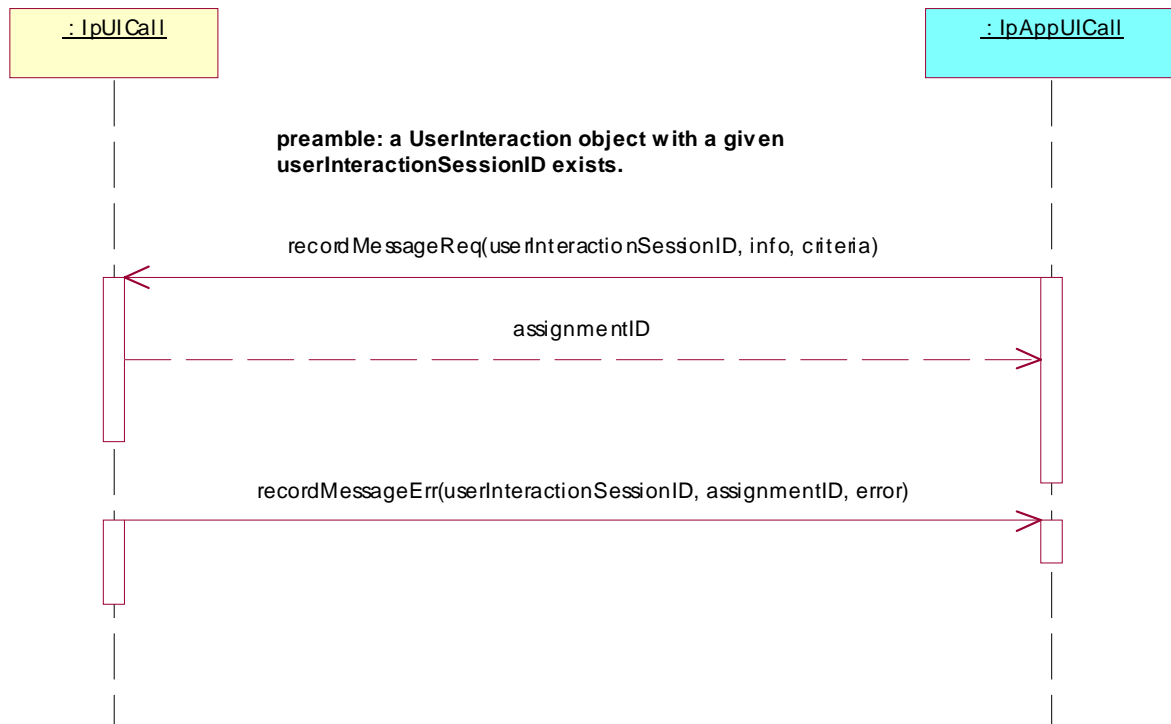 : IpUICall
: IpAppUICall
preamble: a UserInteraction object with a given
userInteractionSessionID exists.
recordMessageReq(userInteractionSessionID, info, criteria)
assignmentID
recordMessageErr(userInteractionSessionID, assignmentID, error)